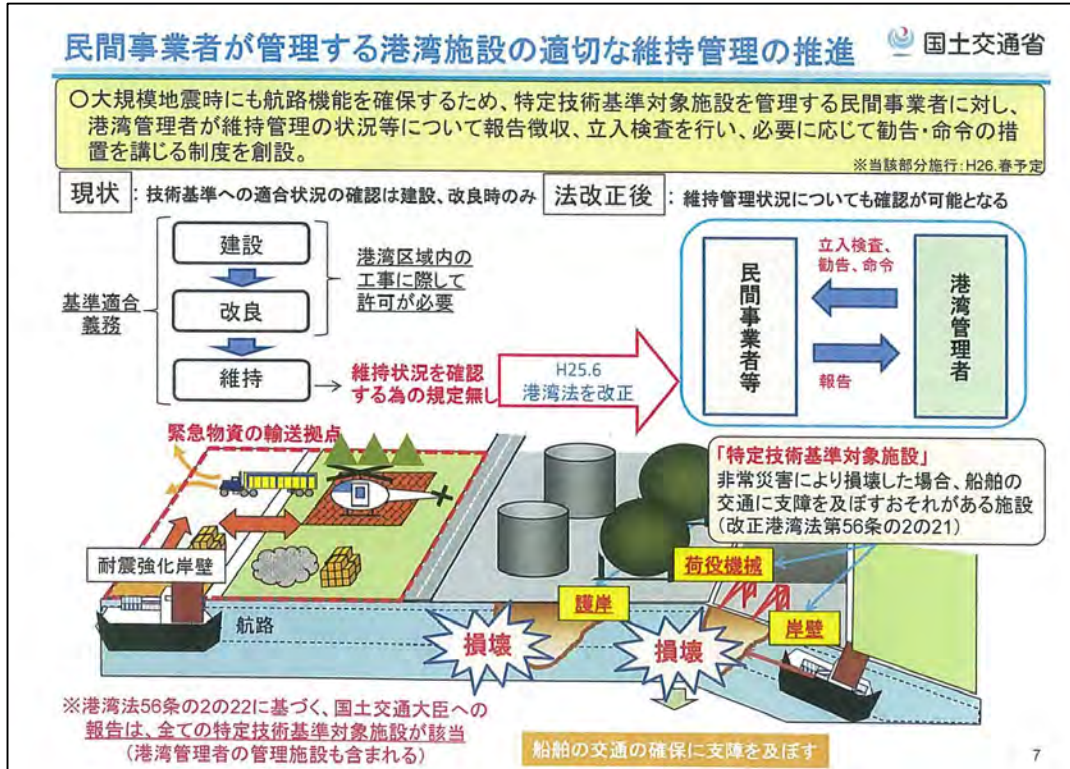 民間事業者が管理する港湾施設の適切な維持管理の推進
国土交通省
○大規模地震時にも航路機能を確保するため、特定技術基準対象施設を管理する民間事業者に対し、
港湾管理者が維持管理の状況等について報告徴収、立入検査を行い、必要に応じて勧告・命令の措
置を講じる制度を創設。
※当該部分施行:H26.春予定
現状
:技術基準への適合状況の確認は建設、改良時のみ
法改正後
:維持管理状況についても確認が可能となる
建設
改良
維持
基準適合
義務
港湾区域内の
工事に際して
許可が必要
維持状況を確認
する為の規定無し
H25.6
港湾法を改正
民間事業者等
立入検査、
勧告、命令
報告
港湾管理者
緊急物資の輸送拠点
耐震強化岸壁
航路
「特定技術基準対象施設」
非常災害により損壊した場合、船舶の
交通に支障を及ぼすおそれがある施設
(改正港湾法第56条の2の21)
荷役機械
護岸
岸壁
損壊
損壊
※港湾法56条の2の22に基づく、国土交通大臣への
報告は、全ての特定技術基準対象施設が該当
(港湾管理者の管理施設も含まれる)
船舶の交通の確保に支障を及ぼす
7